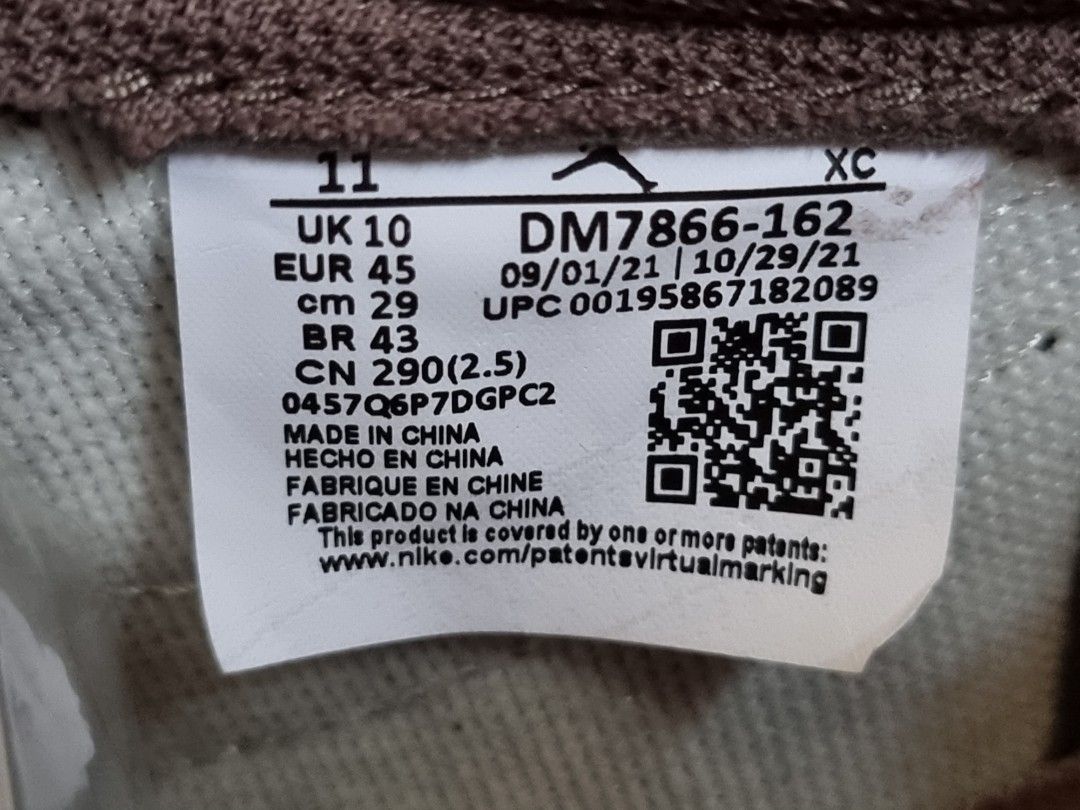 11 XC
UK 10
EUR 45
cm 29
BR 43
CN 290(2.5)
0457Q6P7DGPC2
DM7866-162
09/01/21 | 10/29/21
UPC 00195867182089
MADE IN CHINA
HECHO EN CHINA
FABRIQUE EN CHINE
FABRICADO NA CHINA
This product is covered by one or more patents:
www.nike.com/patentsvirtualmarking